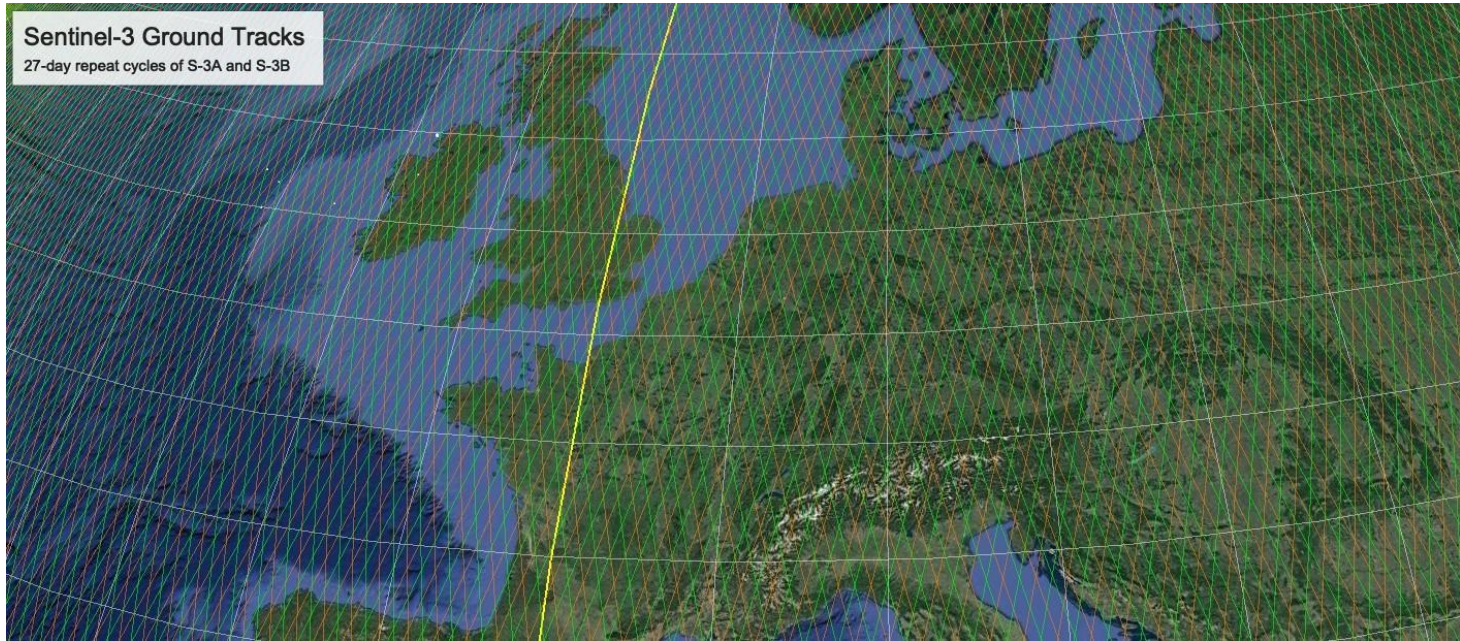 Sentinel-3 Ground Tracks
27-day repeat cycles of S-3A and S-3B